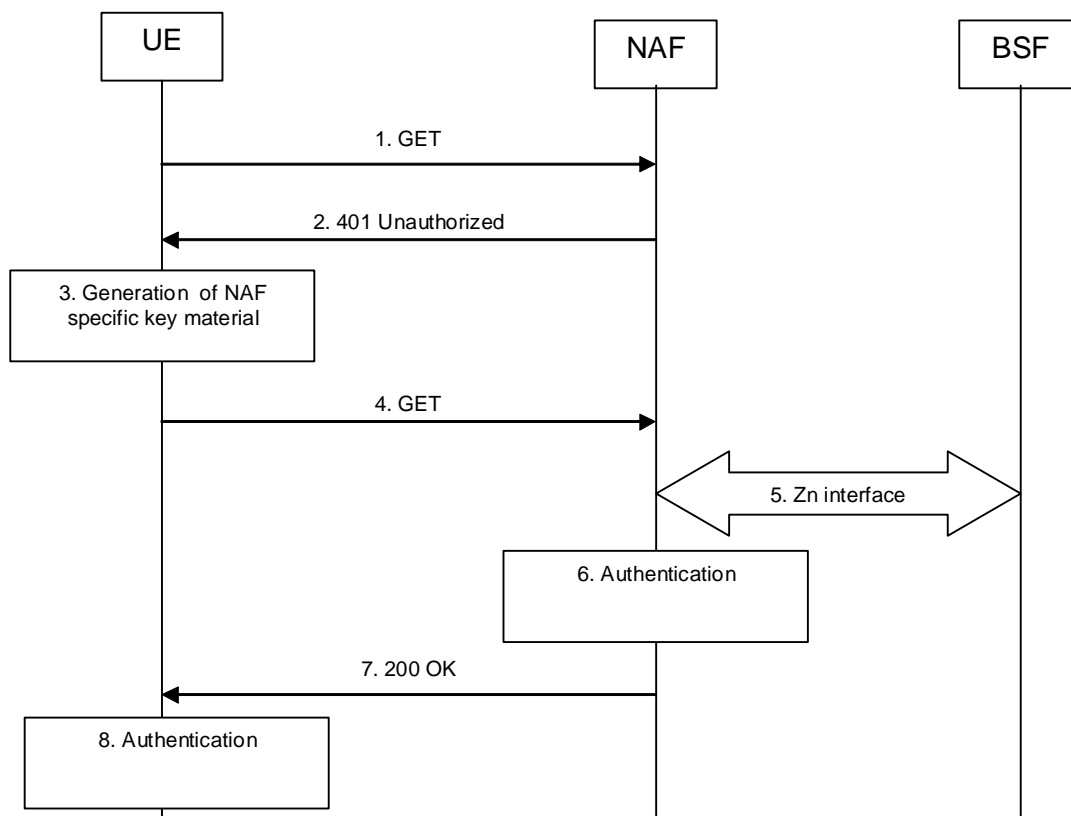 UE
NAF
BSF
1. GET
2. 401 Unauthorized
3. Generation of NAF
specific key material
4. GET
5. Zn interface
6. Authentication
7. 200 OK
8. Authentication